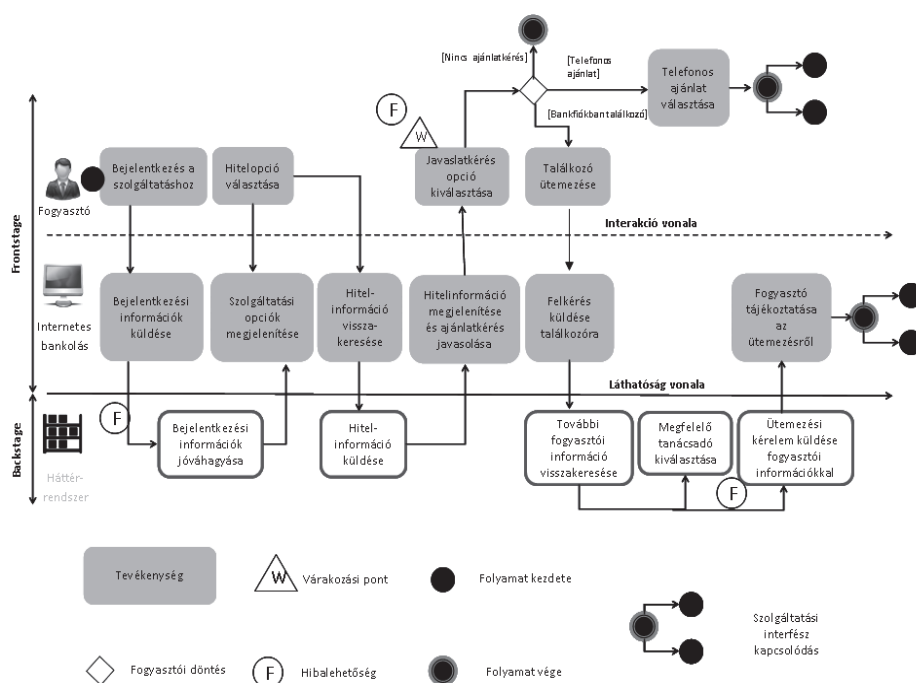 [Nincs ajánlatkérés]
[Telefonos
ajánlat]
Telefonos
ajánlat
választása
F
W
[Bankfiókban találkozó]
Frontstage
Fogyasztó
Bejelentkezés a
szolgáltatáshoz
Hitelopció
választása
Javaslatkérés
opció
kiválasztása
Találkozó
ütemezése
Interakció vonala
Internetes
bankolás
Bejelentkezési
információk
küldése
Szolgáltatási
opciók
megjelenítése
Hitel-
információ
vissza-
keresése
Hitelinformáció
megjelenítése
és ajánlatkérés
javasolása
Felkérés
küldése
találkozóra
Fogyasztó
tájékoztatása
az
ütemezésről
Láthatóság vonala
Backstage
Háttér-
rendszer
F
Bejelentkezési
információk
jóváhagyása
Hitel-
információ
küldése
További
fogyasztói
információ
visszakeresése
Megfelelő
tanácsadó
kiválasztása
F
Ütemezési
kérelem küldése
fogyasztói
információkkal
Tevékenység
W
Várakozási pont
Folyamat kezdete
Szolgáltatási
interfész
kapcsolódás
Fogyasztói döntés
F
Hibalehetőség
Folyamat vége